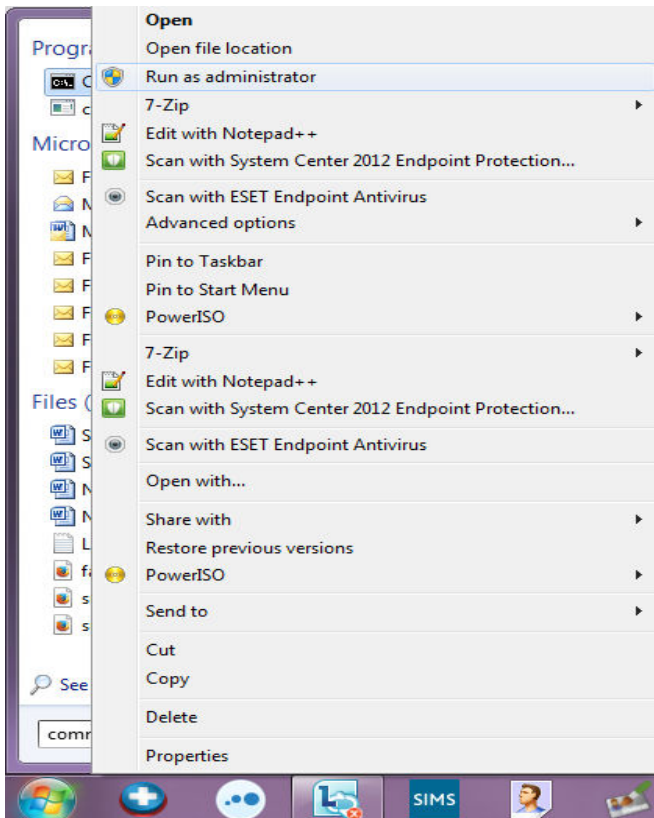 Open
Open file location
Run as administrator
7-Zip
Edit with Notepad++
Scan with System Center 2012 Endpoint Protection...
Scan with ESET Endpoint Antivirus
Advanced options
Pin to Taskbar
Pin to Start Menu
PowerISO
7-Zip
Edit with Notepad++
Scan with System Center 2012 Endpoint Protection...
Scan with ESET Endpoint Antivirus
Open with...
Share with
Restore previous versions
PowerISO
Send to
Cut
Copy
Delete
Properties
Progr
C
c
Micro
F
M
N
F
F
F
F
F
Files (
S
S
N
N
L
fa
s
s
See
comr
SIMS